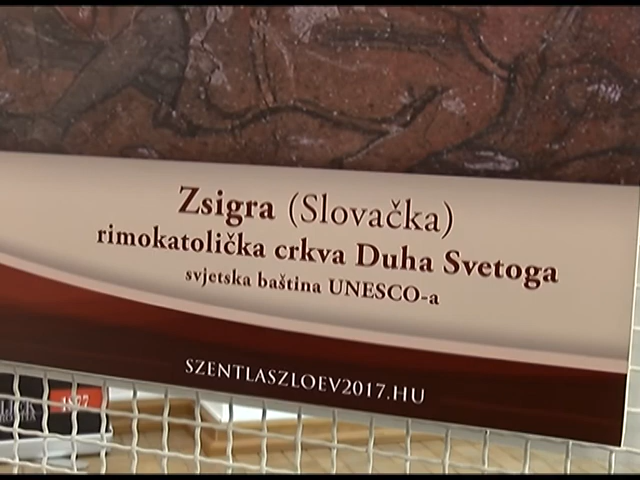 Zsigra (Slovačka)
rimokatolička crkva Duha Svetoga
svjetska baština UNESCO-a
SZENTLASZLOEV2017.HU